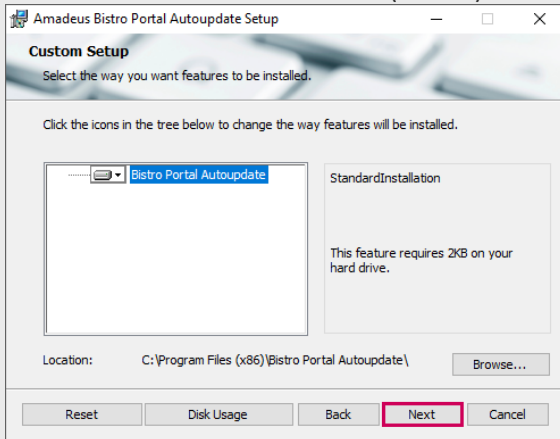 Amadeus Bistro Portal Autoupdate Setup
Custom Setup
Select the way you want features to be installed.
Click the icons in the tree below to change the way features will be installed.
Bistro Portal Autoupdate
StandardInstallation
This feature requires 2KB on your
hard drive.
Location: C:\Program Files (x86)\Bistro Portal Autoupdate\ Browse...
Reset Disk Usage Back Next Cancel